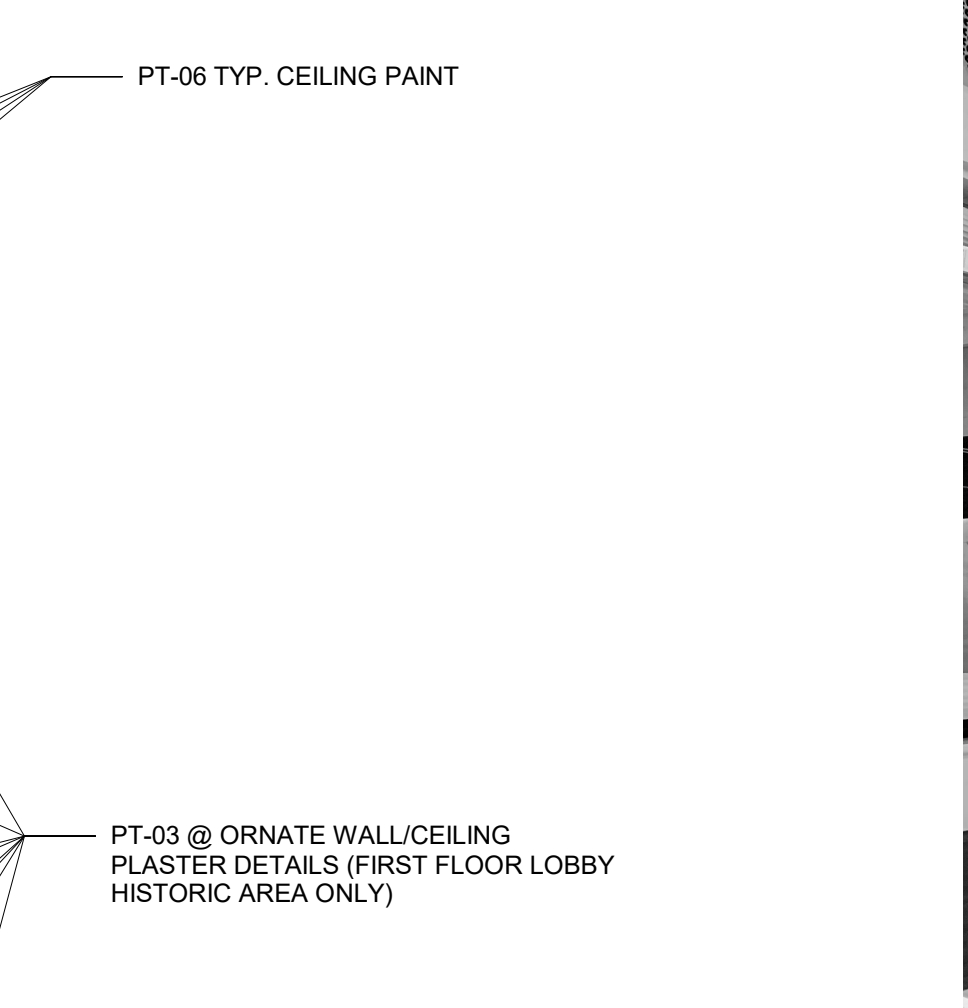 PT-06 TYP. CEILING PAINT
PT-03 @ ORNATE WALL/CEILING
PLASTER DETAILS (FIRST FLOOR LOBBY
HISTORIC AREA ONLY)